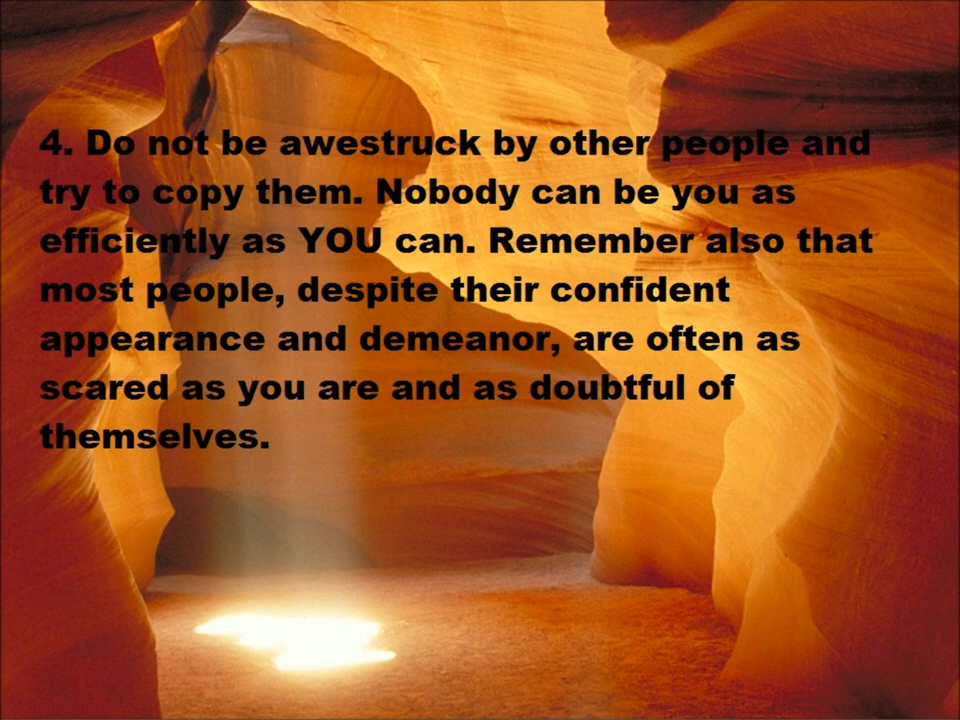 4. Do not be awestruck by other people and
try to copy them. Nobody can be you as
efficiently as YOU can. Remember also that
most people, despite their confident
appearance and demeanor, are often as
scared as you are and as doubtful of
themselves.